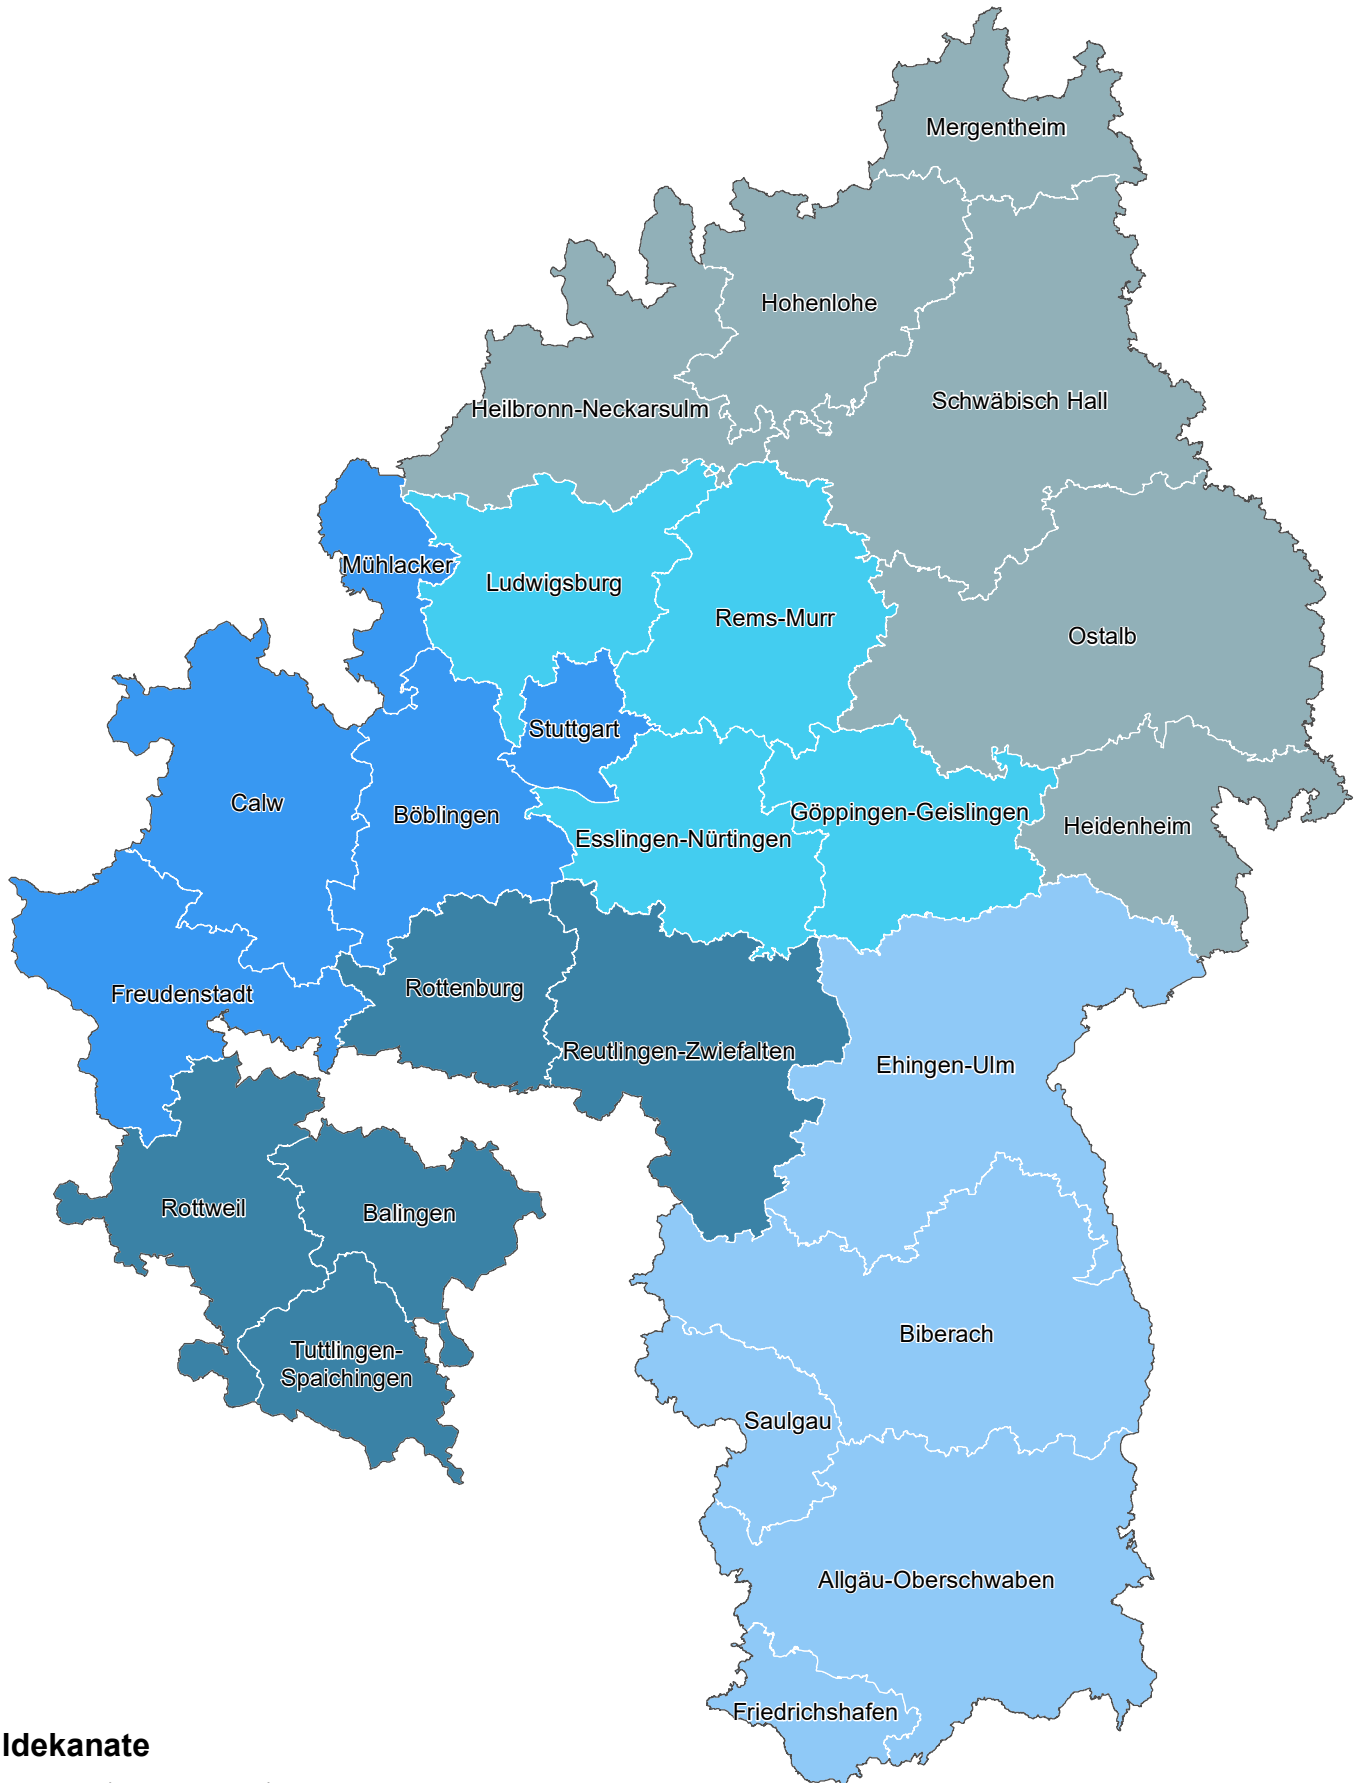 Mergentheim
Hohenlohe
Schwäbisch Hall
Heilbronn-Neckarsulm
Mühlacker
Ludwigsburg
Rems-Murr
Ostalb
Stuttgart
Calw
Böblingen
Göppingen-Geislingen
Esslingen-Nürtingen
Heidenheim
Freudenstadt
Rottenburg
Reutlingen-Zwiefalten
Ehingen-Ulm
Rottweil
Balingen
Biberach
Tuttlingen-
Spaichingen
Saulgau
Allgäu-Oberschwaben
Friedrichshafen
ldekanate